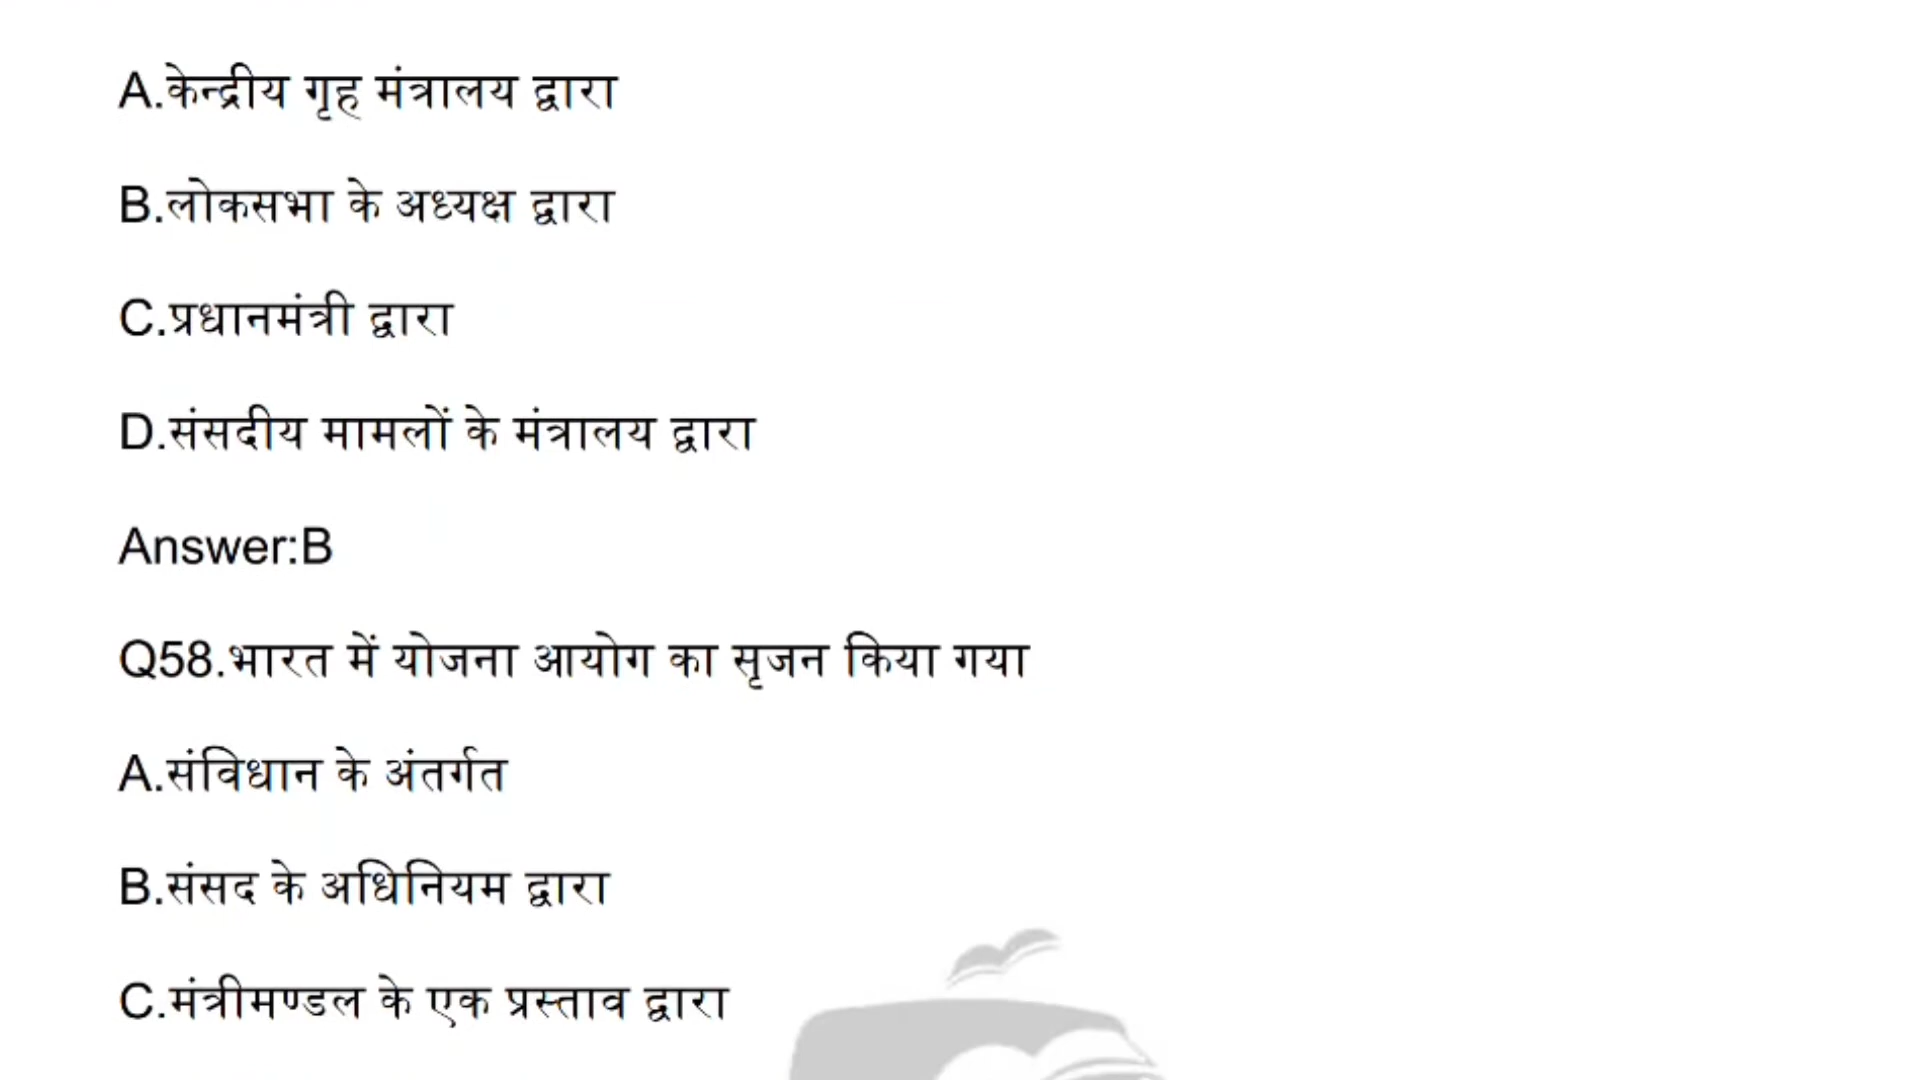 A.केन्द्रीय गृह मंत्रालय द्वारा
B.लोकसभा के अध्यक्ष द्वारा
C.प्रधानमंत्री द्वारा
D.संसदीय मामलों के मंत्रालय द्वारा
Answer:B
Q58.भारत में योजना आयोग का सृजन किया गया
A.संविधान के अंतर्गत
B.संसद के अधिनियम द्वारा
C.मंत्रीमण्डल के एक प्रस्ताव द्वारा